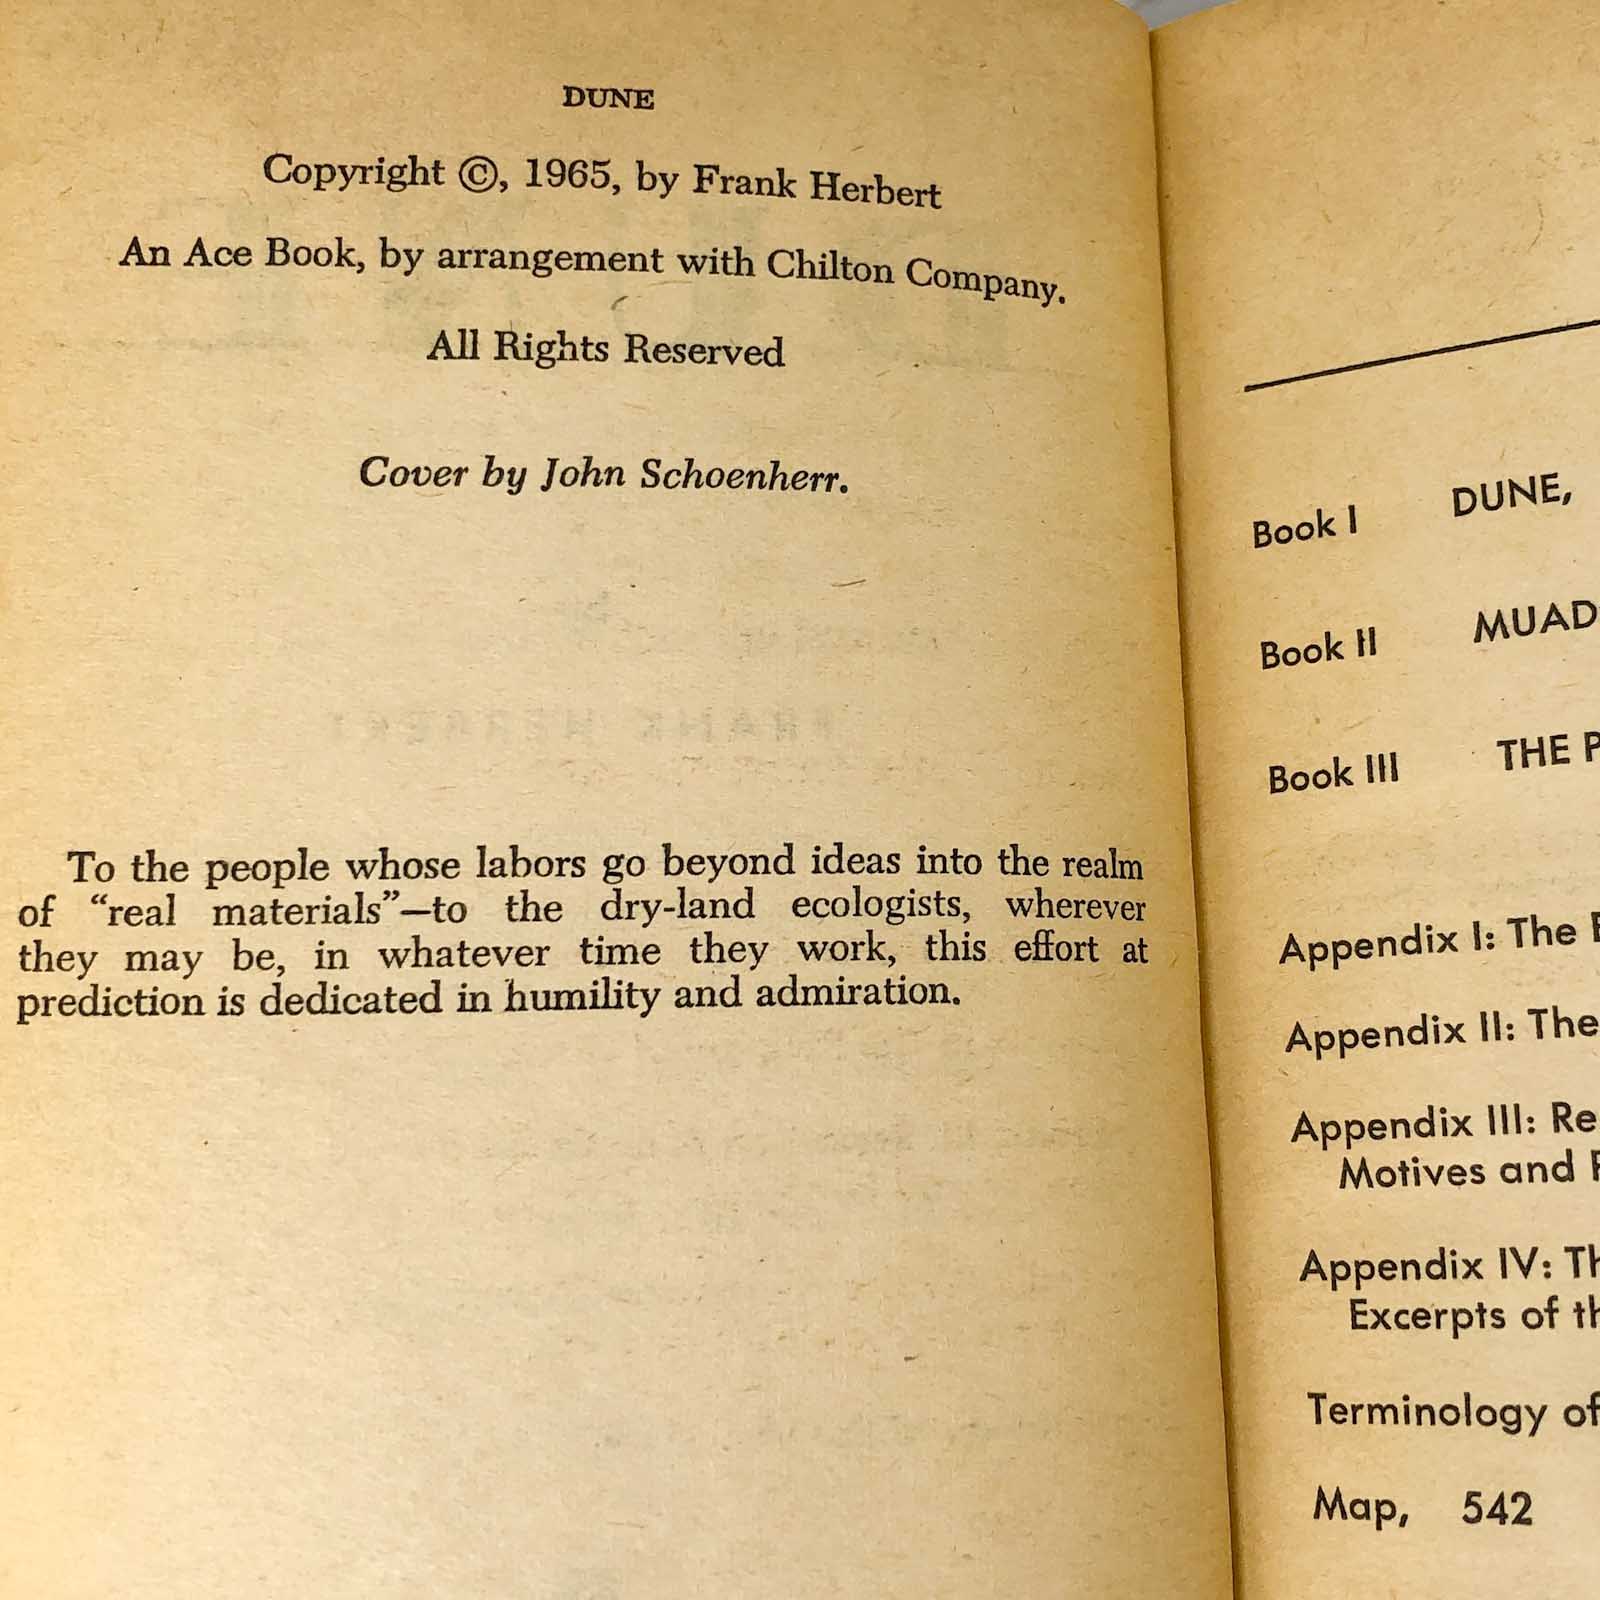 DUNE
Copyright ©, 1965, by Frank Herbert
An Ace Book, by arrangement with Chilton Company.
All Rights Reserved
Cover by John Schoenherr.
To the people whose labors go beyond ideas into the realm
of “real materials”—to the dry-land ecologists, wherever
they may be, in whatever time they work, this effort at
prediction is dedicated in humility and admiration.
Book I DUNE,
Book II MUAD
Book III THE P
Appendix I: The E
Appendix II: The
Appendix III: Re
Motives and
Appendix IV: Th
Excerpts of th
Terminology of
Map, 542